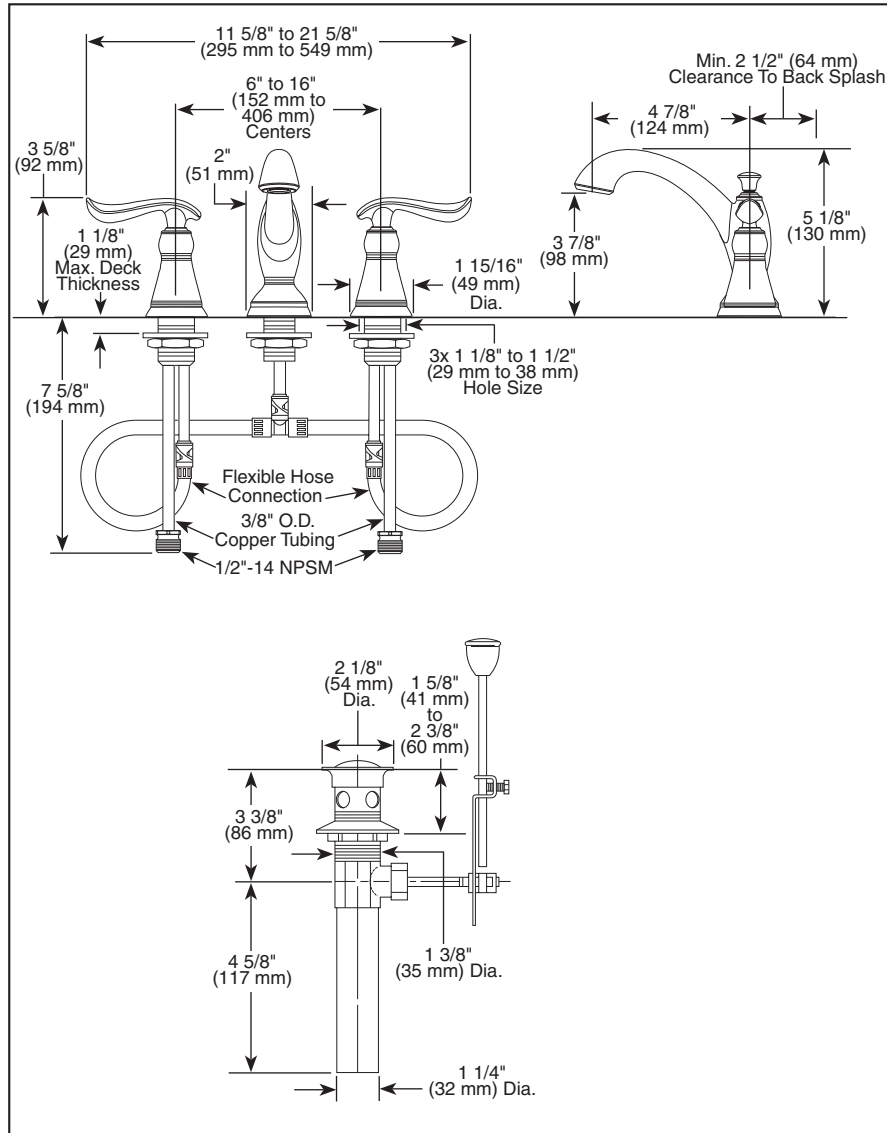 11 5/8" to 21 5/8"
(295 mm to 549 mm)
6" to 16"
(152 mm to
406 mm)
Centers
3 5/8"
(92 mm)
2"
(51 mm)
1 1/8"
(29 mm)
Max. Deck
Thickness
1 15/16"
(49 mm)
Dia.
3x 1 1/8" to 1 1/2"
(29 mm to 38 mm)
Hole Size
7 5/8"
(194 mm)
Flexible Hose
Connection
3/8" O.D.
Copper Tubing
1/2"-14 NPSM
Min. 2 1/2" (64 mm)
Clearance To Back Splash
4 7/8"
(124 mm)
3 7/8"
(98 mm)
5 1/8"
(130 mm)
2 1/8"
(54 mm)
Dia.
1 5/8"
(41 mm)
to
2 3/8"
(60 mm)
3 3/8"
(86 mm)
4 5/8"
(117 mm)
1 3/8"
(35 mm) Dia.
1 1/4"
(32 mm) Dia.